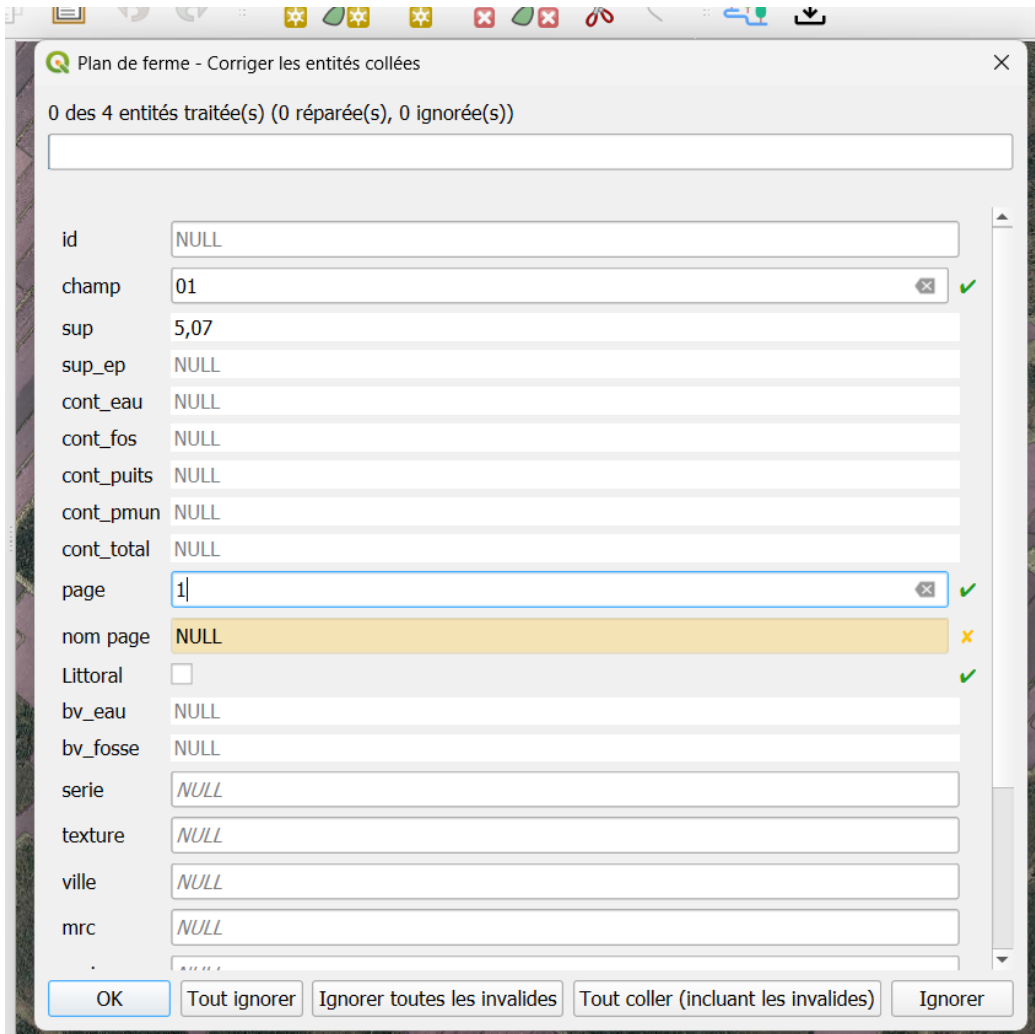 Plan de ferme - Corriger les entités collées
0 des 4 entités traitée(s) (0 réparée(s), 0 ignorée(s))
id NULL
champ 01
sup 5,07
sup_ep NULL
cont_eau NULL
cont_fos NULL
cont_puits NULL
cont_pmun NULL
cont_total NULL
page 1
nom page NULL
Littoral
bv_eau NULL
bv_fosse NULL
serie NULL
texture NULL
ville NULL
mrc NULL
OK Tout ignorer Ignorer toutes les invalides Tout coller (incluant les invalides) Ignorer